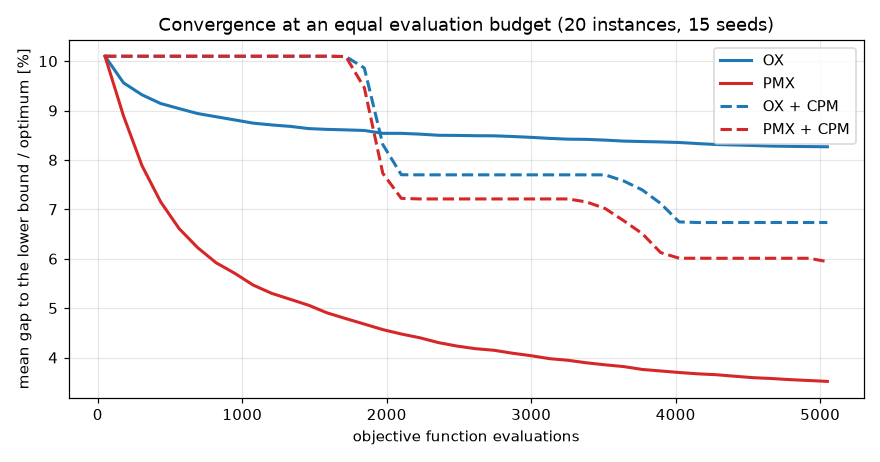 Convergence at an equal evaluation budget (20 instances, 15 seeds)
mean gap to the lower bound / optimum [%]
10
9
8
7
6
5
4
OX
PMX
OX + CPM
PMX + CPM
0
1000
2000
3000
4000
5000
objective function evaluations